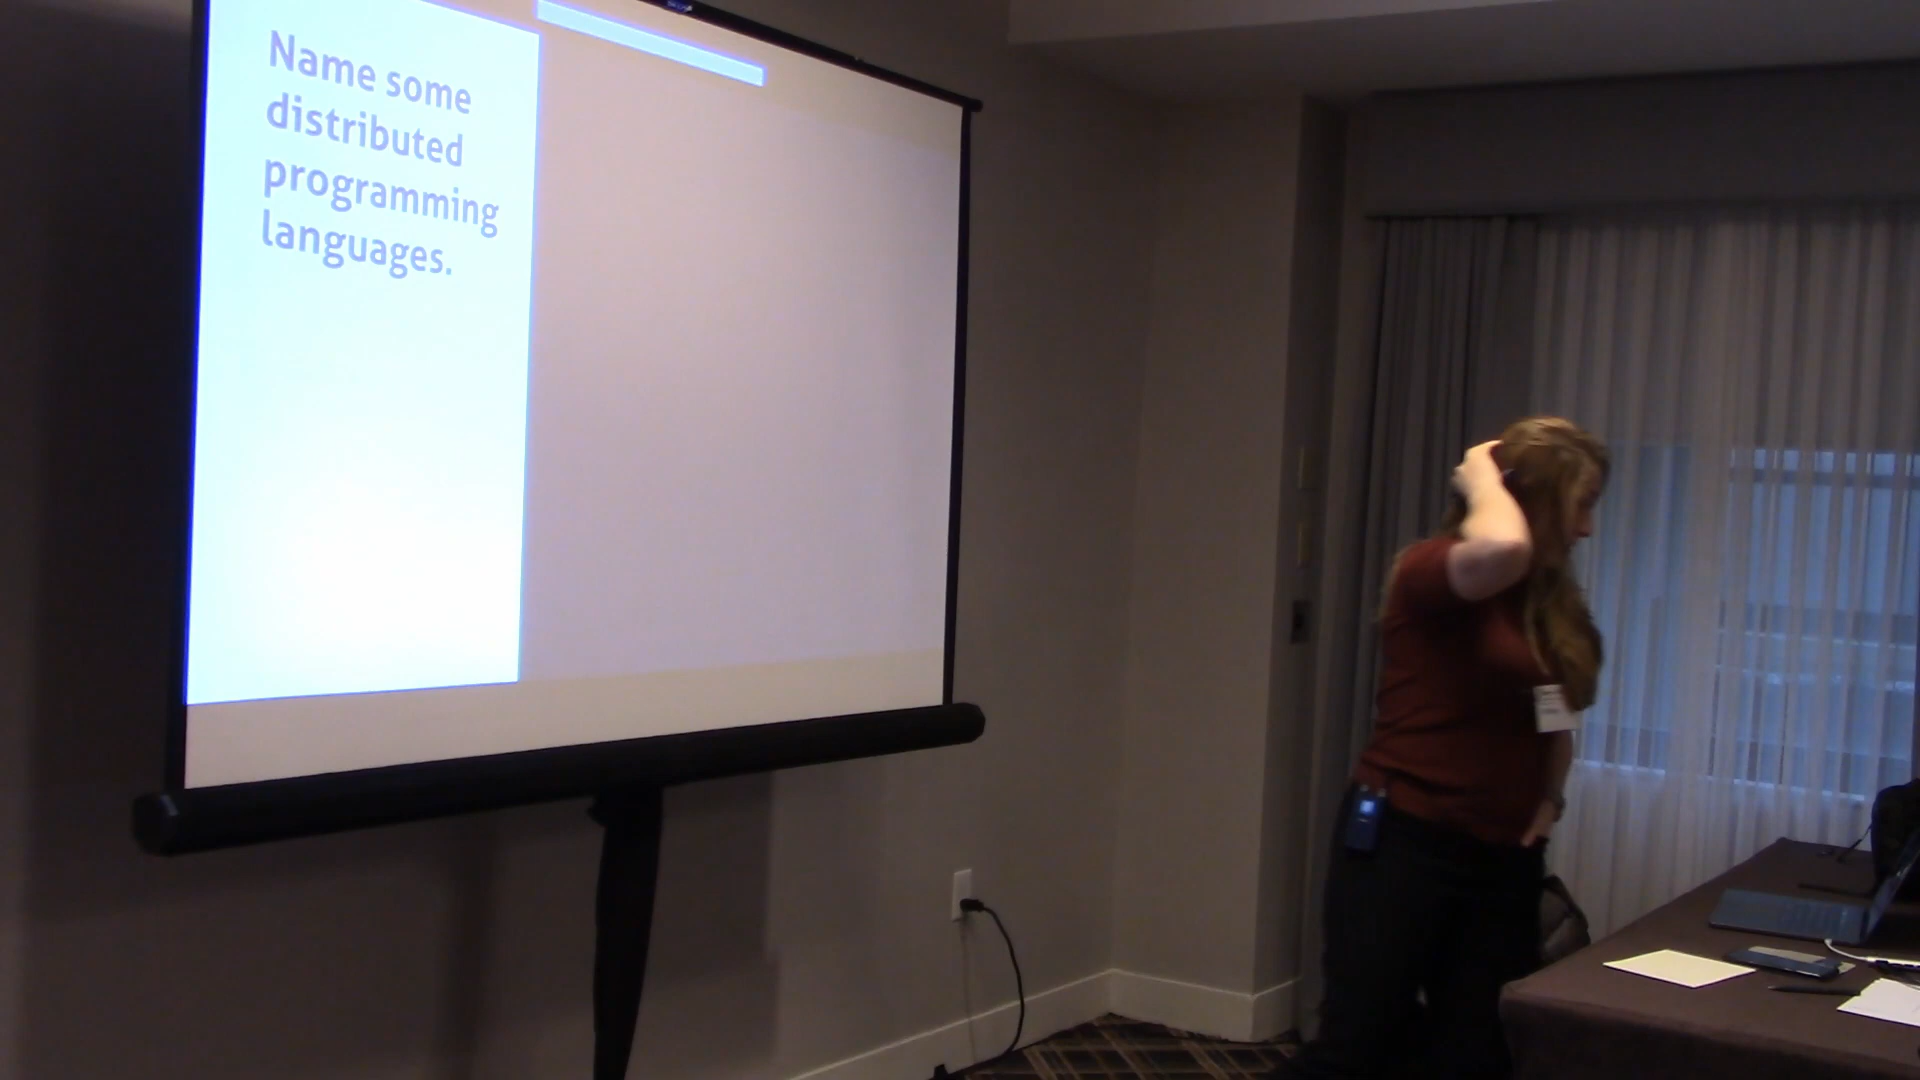 Name some
distributed
programming
languages.